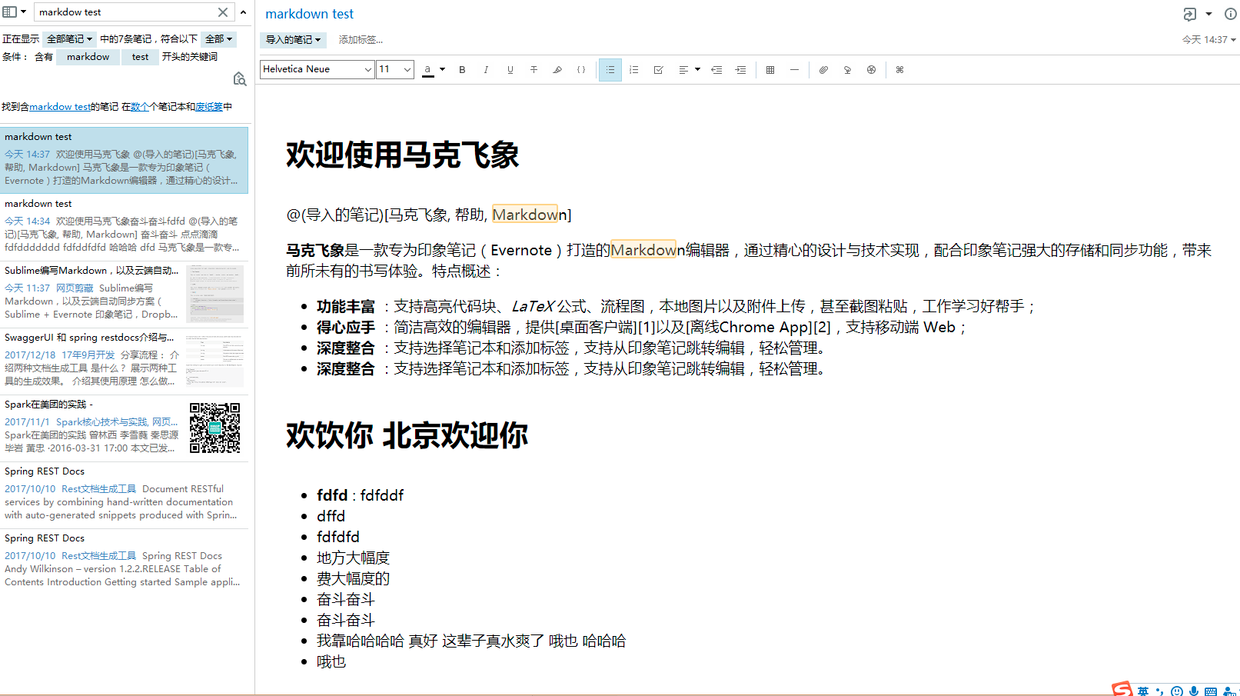 markdow test
正在显示 全部笔记 中的7条笔记，符合以下 全部
条件： 含有 markdow test 开头的关键词
找到含markdow test的笔记 在数个个笔记本和废纸篓中
markdown test
今天 14:37 欢迎使用马克飞象 @(导入的笔记)[马克飞象,
帮助, Markdown] 马克飞象是一款专为印象笔记（
Evernote）打造的Markdown编辑器，通过精心的设计...
markdown test
今天 14:34 欢迎使用马克飞象奋斗奋斗fdfd @(导入的笔
记)[马克飞象, 帮助, Markdown] 奋斗奋斗 点点滴滴
fdfddddddd fdfddfdfd 哈哈哈 dfd 马克飞象是一款专...
Sublime编写Markdown，以及云端自动...
今天 11:37 网页剪藏 Sublime编写
Markdown，以及云端自动同步方案（
Sublime + Evernote 印象笔记，Dropb...
SwaggerUI 和 spring restdocs介绍与...
2017/12/18 17年9月开发 分享流程： 介
绍两种文档生成工具 是什么？ 展示两种工
具的生成效果。 介绍其使用原理 怎么做...
Spark在美团的实践 -
2017/11/1 Spark核心技术与实践, 网页...
Spark在美团的实践 曾林西 李雪蕤 秦思源
毕岩 黄忠 ·2016-03-31 17:00 本文已发...
Spring REST Docs
2017/10/10 Rest文档生成工具 Document RESTful
services by combining hand-written documentation
with auto-generated snippets produced with Sprin...
Spring REST Docs
2017/10/10 Rest文档生成工具 Spring REST Docs
Andy Wilkinson – version 1.2.2.RELEASE Table of
Contents Introduction Getting started Sample appli...
markdown test
导入的笔记 添加标签...
今天 14:37
Helvetica Neue 11 a B I U T
欢迎使用马克飞象
@(导入的笔记)[马克飞象, 帮助, Markdown]
马克飞象是一款专为印象笔记（Evernote）打造的Markdown编辑器，通过精心的设计与技术实现，配合印象笔记强大的存储和同步功能，带来
前所未有的书写体验。特点概述：
• 功能丰富 ：支持高亮代码块、LaTeX 公式、流程图，本地图片以及附件上传，甚至截图粘贴，工作学习好帮手；
• 得心应手 ：简洁高效的编辑器，提供[桌面客户端][1]以及[离线Chrome App][2]，支持移动端 Web；
• 深度整合 ：支持选择笔记本和添加标签，支持从印象笔记跳转编辑，轻松管理。
• 深度整合 ：支持选择笔记本和添加标签，支持从印象笔记跳转编辑，轻松管理。
欢饮你 北京欢迎你
• fdfd : fdfddf
• dffd
• fdfdfd
• 地方大幅度
• 费大幅度的
• 奋斗奋斗
• 奋斗奋斗
• 我靠哈哈哈哈 真好 这辈子真水爽了 哦也 哈哈哈
• 哦也
英